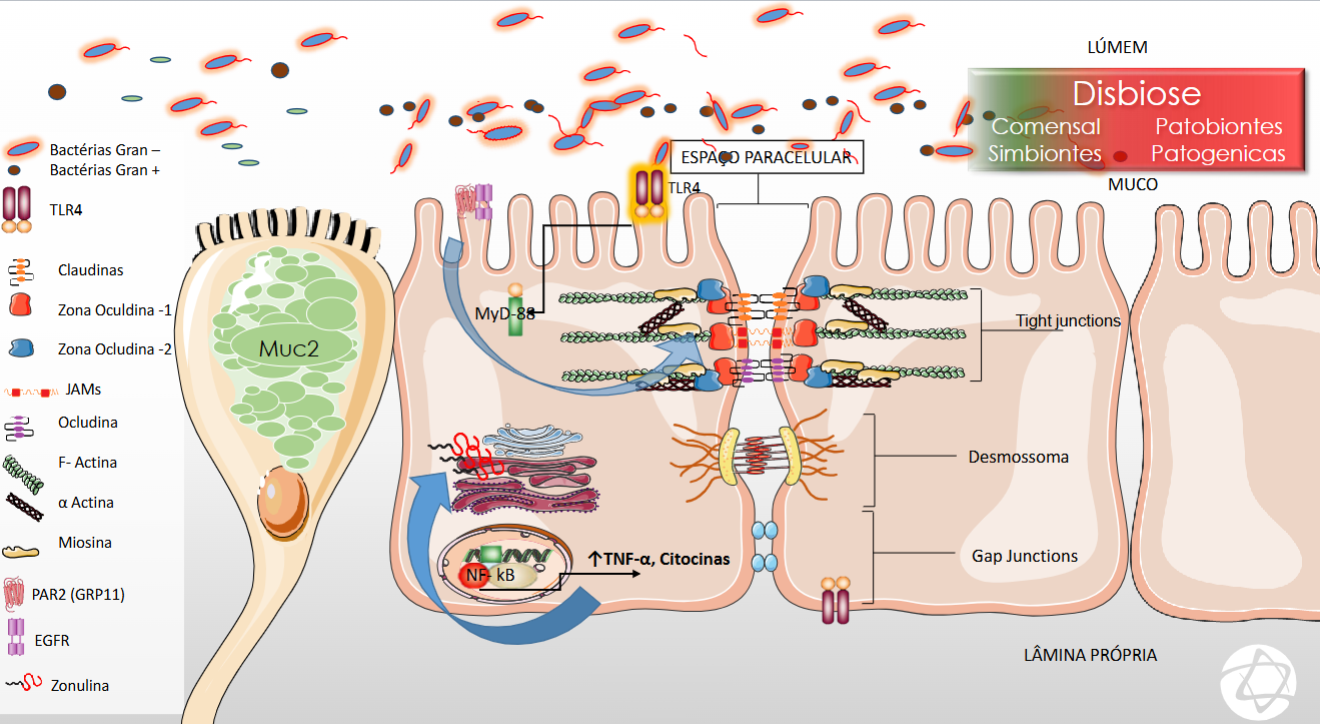 LÚMEM
Disbiose
Comensal Patobiontes
Simbiontes Patogenicas
MUCO
Bactérias Gran –
Bactérias Gran +
TLR4
Claudinas
Zona Oculdina -1
Zona Ocludina -2
JAMs
Ocludina
F- Actina
α Actina
Miosina
PAR2 (GRP11)
EGFR
Zonulina
Muc2
ESPAÇO PARACELULAR
TLR4
MyD-88
Tight junctions
Desmossoma
Gap Junctions
NF- kB
↑TNF-α, Citocinas
LÂMINA PRÓPRIA